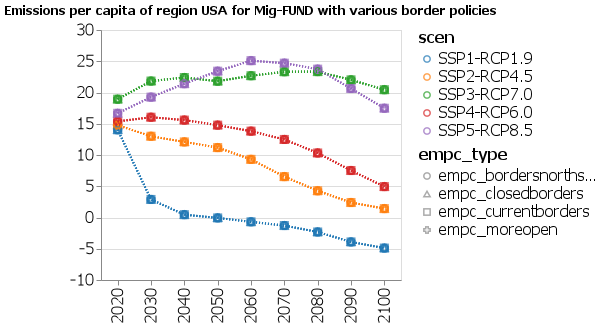 Emissions per capita of region USA for Mig-FUND with various border policies
30
25
20
15
10
5
0
−5
−10
2020
2030
2040
2050
2060
2070
2080
2090
2100
scen
SSP1-RCP1.9
SSP2-RCP4.5
SSP3-RCP7.0
SSP4-RCP6.0
SSP5-RCP8.5
empc_type
empc_bordersnorths…
empc_closedborders
empc_currentborders
empc_moreopen